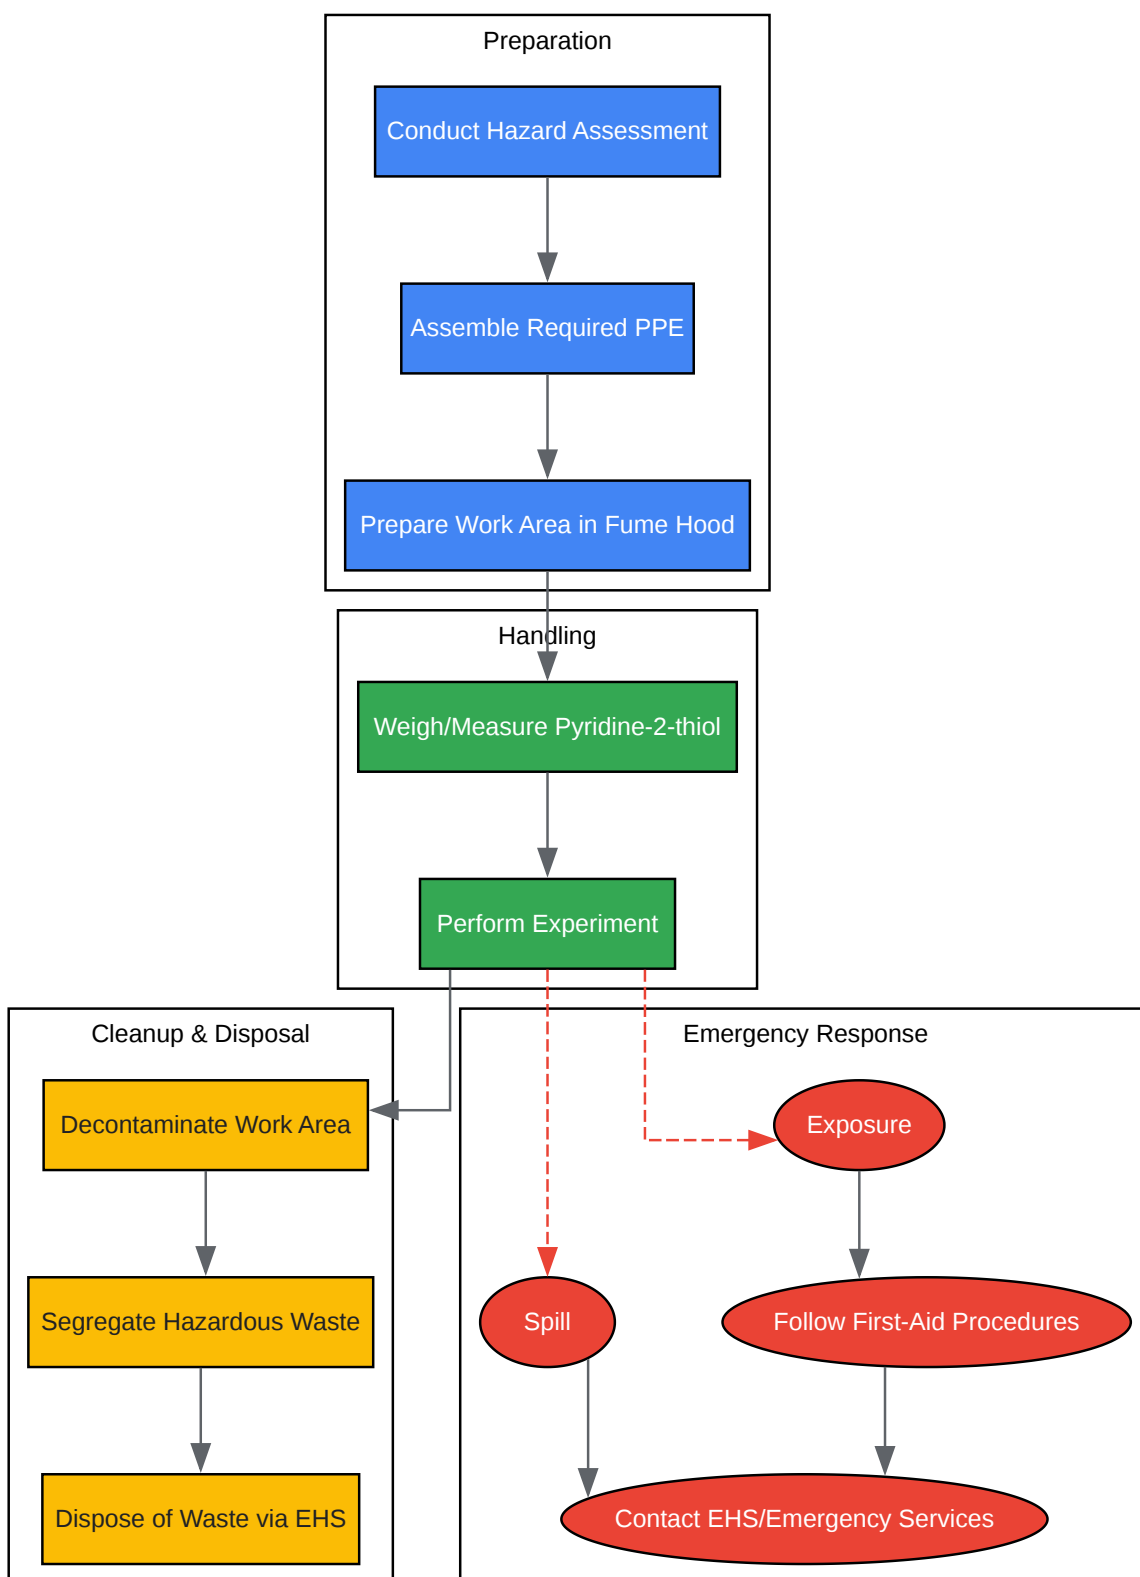 Preparation
Conduct Hazard Assessment
Assemble Required PPE
Prepare Work Area in Fume Hood
Handling
Weigh/Measure Pyridine-2-thiol
Perform Experiment
Cleanup & Disposal
Decontaminate Work Area
Segregate Hazardous Waste
Dispose of Waste via EHS
Emergency Response
Exposure
Spill
Follow First-Aid Procedures
Contact EHS/Emergency Services